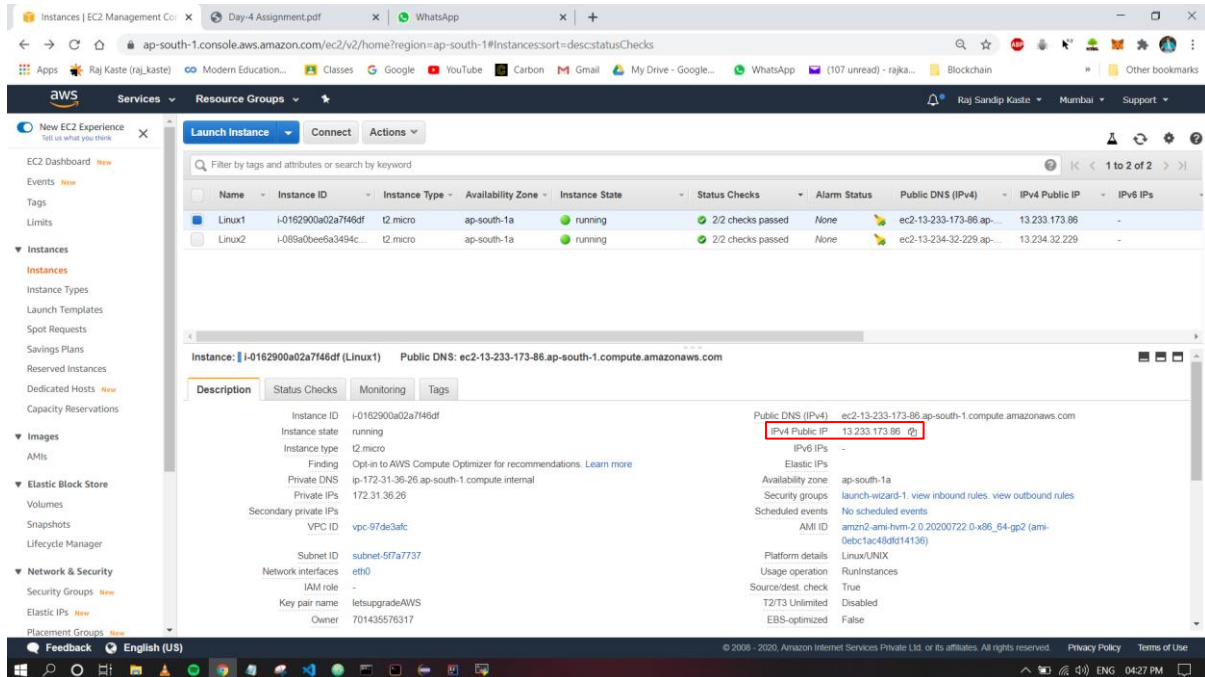 Instances | EC2 Management Co
Day-4 Assignment.pdf
WhatsApp
ap-south-1.console.aws.amazon.com/ec2/v2/home?region=ap-south-1#Instances:sort=desc:statusChecks
Apps
Raj Kaste (raj_kaste)
Modern Education...
Classes
Google
YouTube
Carbon
Gmail
My Drive - Google...
WhatsApp
(107 unread) - rajka...
Blockchain
»
Other bookmarks
aws
Services
Resource Groups
Raj Sandip Kaste
Mumbai
Support
New EC2 Experience
Tell us what you think
EC2 Dashboard New
Events New
Tags
Limits
Instances
Instances
Instance Types
Launch Templates
Spot Requests
Savings Plans
Reserved Instances
Dedicated Hosts New
Capacity Reservations
Images
AMIs
Elastic Block Store
Volumes
Snapshots
Lifecycle Manager
Network & Security
Security Groups New
Elastic IPs New
Placement Groups New
Launch Instance
Connect
Actions
Filter by tags and attributes or search by keyword
1 to 2 of 2
Name Instance ID Instance Type Availability Zone Instance State Status Checks Alarm Status Public DNS (IPv4) IPv4 Public IP IPv6 IPs
Linux1 i-0162900a02a7f46df t2.micro ap-south-1a running 2/2 checks passed None ec2-13-233-173-86.ap-... 13.233.173.86 -
Linux2 i-089a0bee6a3494c... t2.micro ap-south-1a running 2/2 checks passed None ec2-13-234-32-229.ap-... 13.234.32.229 -
Instance: i-0162900a02a7f46df (Linux1) Public DNS: ec2-13-233-173-86.ap-south-1.compute.amazonaws.com
Description
Status Checks
Monitoring
Tags
Instance ID i-0162900a02a7f46df
Instance state running
Instance type t2.micro
Finding Opt-in to AWS Compute Optimizer for recommendations. Learn more
Private DNS ip-172-31-36-26.ap-south-1.compute.internal
Private IPs 172.31.36.26
Secondary private IPs
VPC ID vpc-97de3afc
Subnet ID subnet-5f7a7737
Network interfaces eth0
IAM role -
Key pair name letsupgradeAWS
Owner 701435576317
Public DNS (IPv4) ec2-13-233-173-86.ap-south-1.compute.amazonaws.com
IPv4 Public IP 13.233.173.86
IPv6 IPs -
Elastic IPs
Availability zone ap-south-1a
Security groups launch-wizard-1. view inbound rules. view outbound rules
Scheduled events No scheduled events
AMI ID amzn2-ami-hvm-2.0.20200722.0-x86_64-gp2 (ami-
0ebc1ac48dfd14136)
Platform details Linux/UNIX
Usage operation RunInstances
Source/dest. check True
T2/T3 Unlimited Disabled
EBS-optimized False
Feedback
English (US)
© 2008 - 2020, Amazon Internet Services Private Ltd. or its affiliates. All rights reserved.
Privacy Policy
Terms of Use
ENG
04:27 PM